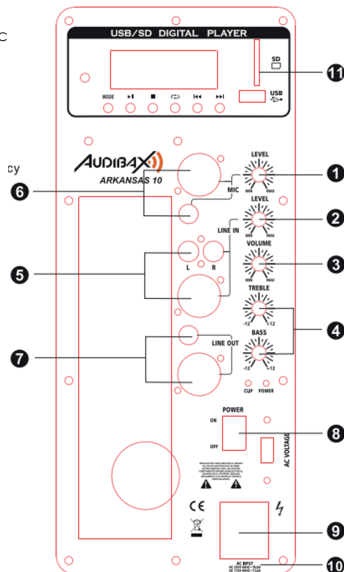 C
USB/SD DIGITAL PLAYER
SD
USB
MODE
11
cy
AUDIBAX
ARKANSAS 10
LEVEL
1
MIC
MIN MAX
6
LEVEL
2
LINE IN
MIN MAX
L R
5
VOLUME
3
MIN MAX
TREBLE
-12 +12
4
BASS
-12 +12
LINE OUT
7
CLIP POWER
POWER
ON
OFF
8
AC VOLTAGE
CE
9
AC INPUT
10